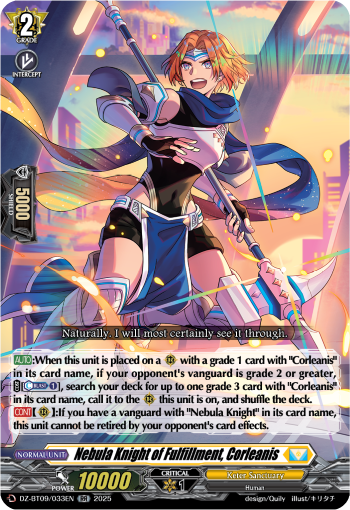 2
GRADE
INTERCEPT
5000
SHIELD
Naturally, I will most certainly see it through.
AUTO:When this unit is placed on a with a grade 1 card with "Corleanis"
in its card name, if your opponent's vanguard is grade 2 or greater,
[BLAST 1], search your deck for up to one grade 3 card with "Corleanis"
in its card name, call it to the this unit is on, and shuffle the deck.
CONT :If you have a vanguard with "Nebula Knight" in its card name,
this unit cannot be retired by your opponent's card effects.
NORMAL UNIT
Nebula Knight of Fulfillment, Corleanis
POWER 10000
CRITICAL
1
Keter Sanctuary
Human
D DZ-BT09/033EN RR 2025
design/Quily illust/キリタチ